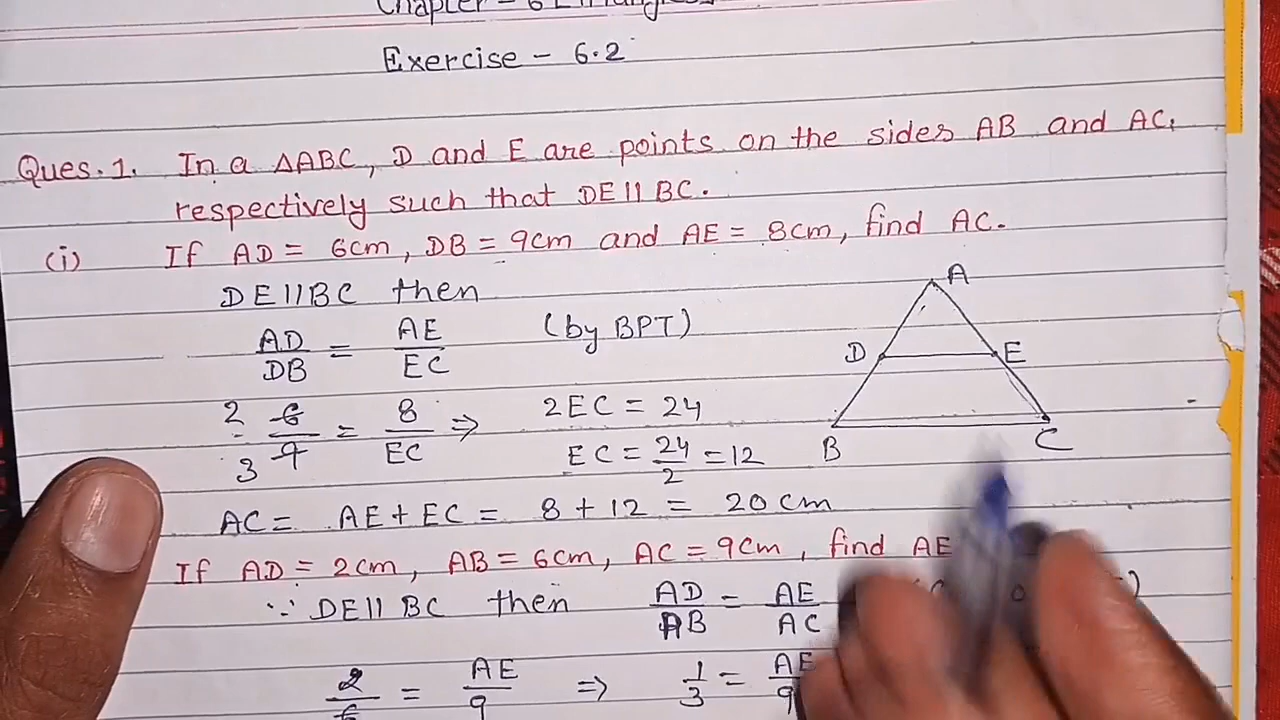 Chapter - 6 Triangles
Exercise - 6.2
Ques. 1. In a ΔABC, D and E are points on the sides AB and AC,
respectively such that DE || BC.
(i) If AD = 6cm, DB = 9cm and AE = 8cm, find AC.
DE || BC then
AD/DB = AE/EC (by BPT)
2 6/9 3 = 8/EC ⇒ 2EC = 24
EC = 24/2 = 12
AC = AE + EC = 8 + 12 = 20 cm
If AD = 2cm, AB = 6cm, AC = 9cm, find AE
∵ DE || BC then AD/AB = AE/AC
2/6 = AE/9 ⇒ 1/3 = AE/9
A
D E
B C